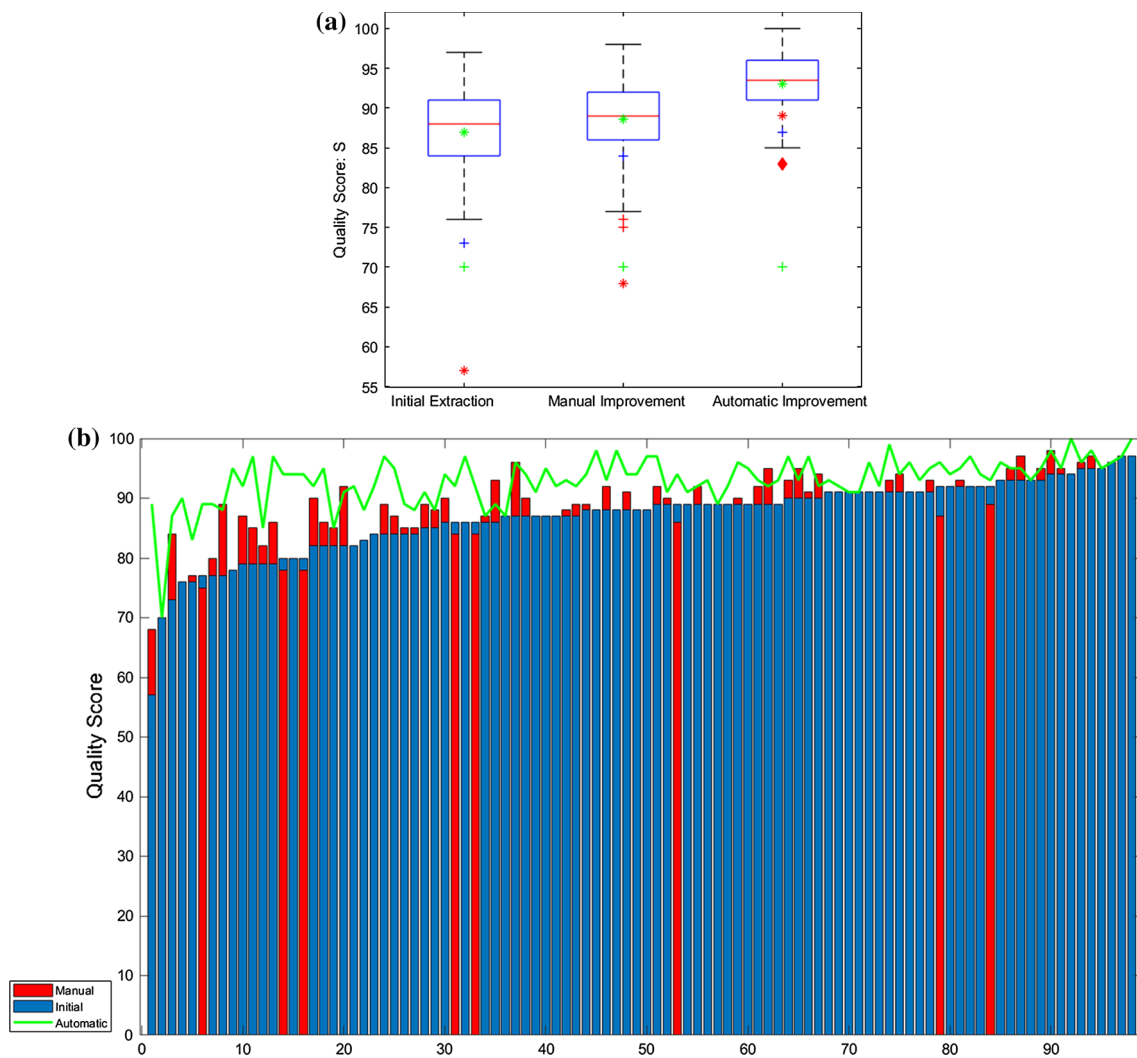 (a)
100
95
90
85
80
75
70
65
60
55
Quality Score: S
Initial Extraction Manual Improvement Automatic Improvement
(b)
100
90
80
70
60
50
40
30
20
10
0
Quality Score
Manual
Initial
Automatic
0 10 20 30 40 50 60 70 80 90